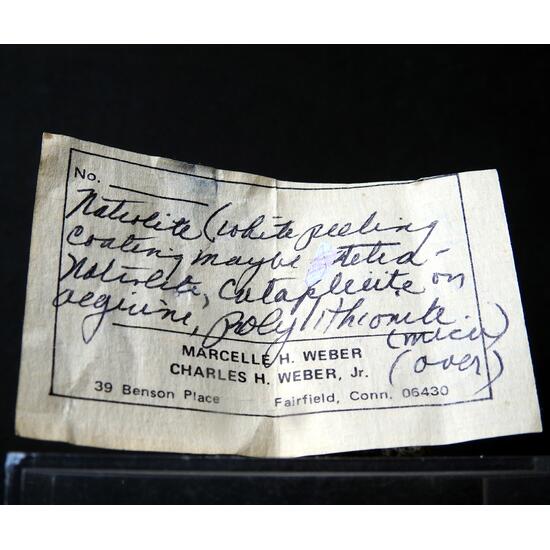 No.
Natrolite (white peeling
coating maybe tetra-
Natrolite, Catapleiite on
aegirine, polylithionite
(mica)
MARCELLE H. WEBER
CHARLES H. WEBER, Jr.
(over)
39 Benson Place Fairfield, Conn. 06430